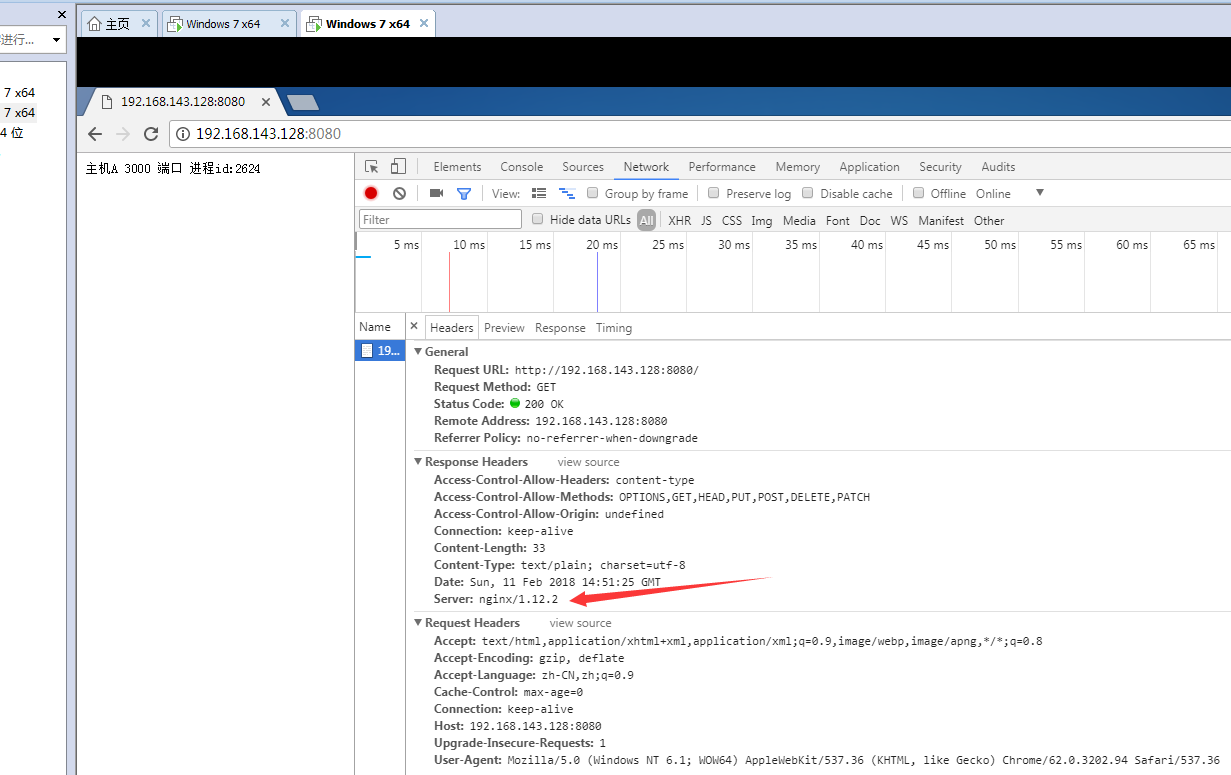 主页
Windows 7 x64
Windows 7 x64
进行...
7 x64
7 x64
4 位
192.168.143.128:8080
192.168.143.128:8080
主机A 3000 端口 进程id:2624
Elements Console Sources Network Performance Memory Application Security Audits
View: Group by frame Preserve log Disable cache Offline Online
Filter Hide data URLs All XHR JS CSS Img Media Font Doc WS Manifest Other
5 ms 10 ms 15 ms 20 ms 25 ms 30 ms 35 ms 40 ms 45 ms 50 ms 55 ms 60 ms 65 ms
Name Headers Preview Response Timing
19...
General
Request URL: http://192.168.143.128:8080/
Request Method: GET
Status Code: 200 OK
Remote Address: 192.168.143.128:8080
Referrer Policy: no-referrer-when-downgrade
Response Headers view source
Access-Control-Allow-Headers: content-type
Access-Control-Allow-Methods: OPTIONS,GET,HEAD,PUT,POST,DELETE,PATCH
Access-Control-Allow-Origin: undefined
Connection: keep-alive
Content-Length: 33
Content-Type: text/plain; charset=utf-8
Date: Sun, 11 Feb 2018 14:51:25 GMT
Server: nginx/1.12.2
Request Headers view source
Accept: text/html,application/xhtml+xml,application/xml;q=0.9,image/webp,image/apng,*/*;q=0.8
Accept-Encoding: gzip, deflate
Accept-Language: zh-CN,zh;q=0.9
Cache-Control: max-age=0
Connection: keep-alive
Host: 192.168.143.128:8080
Upgrade-Insecure-Requests: 1
User-Agent: Mozilla/5.0 (Windows NT 6.1; WOW64) AppleWebKit/537.36 (KHTML, like Gecko) Chrome/62.0.3202.94 Safari/537.36